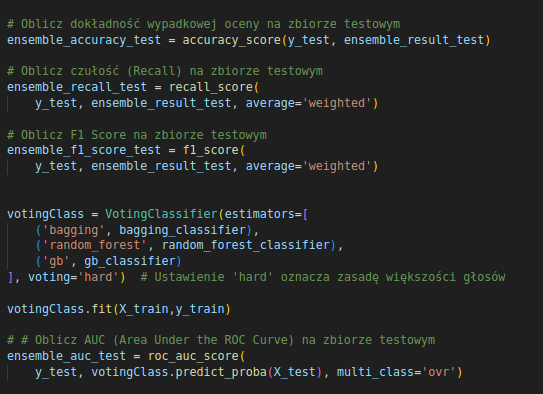 # Oblicz dokładność wypadkowej oceny na zbiorze testowym
ensemble_accuracy_test = accuracy_score(y_test, ensemble_result_test)
# Oblicz czułość (Recall) na zbiorze testowym
ensemble_recall_test = recall_score(
    y_test, ensemble_result_test, average='weighted')
# Oblicz F1 Score na zbiorze testowym
ensemble_f1_score_test = f1_score(
    y_test, ensemble_result_test, average='weighted')
votingClass = VotingClassifier(estimators=[
    ('bagging', bagging_classifier),
    ('random_forest', random_forest_classifier),
    ('gb', gb_classifier)
], voting='hard')  # Ustawienie 'hard' oznacza zasadę większości głosów
votingClass.fit(X_train,y_train)
# # Oblicz AUC (Area Under the ROC Curve) na zbiorze testowym
ensemble_auc_test = roc_auc_score(
    y_test, votingClass.predict_proba(X_test), multi_class='ovr')